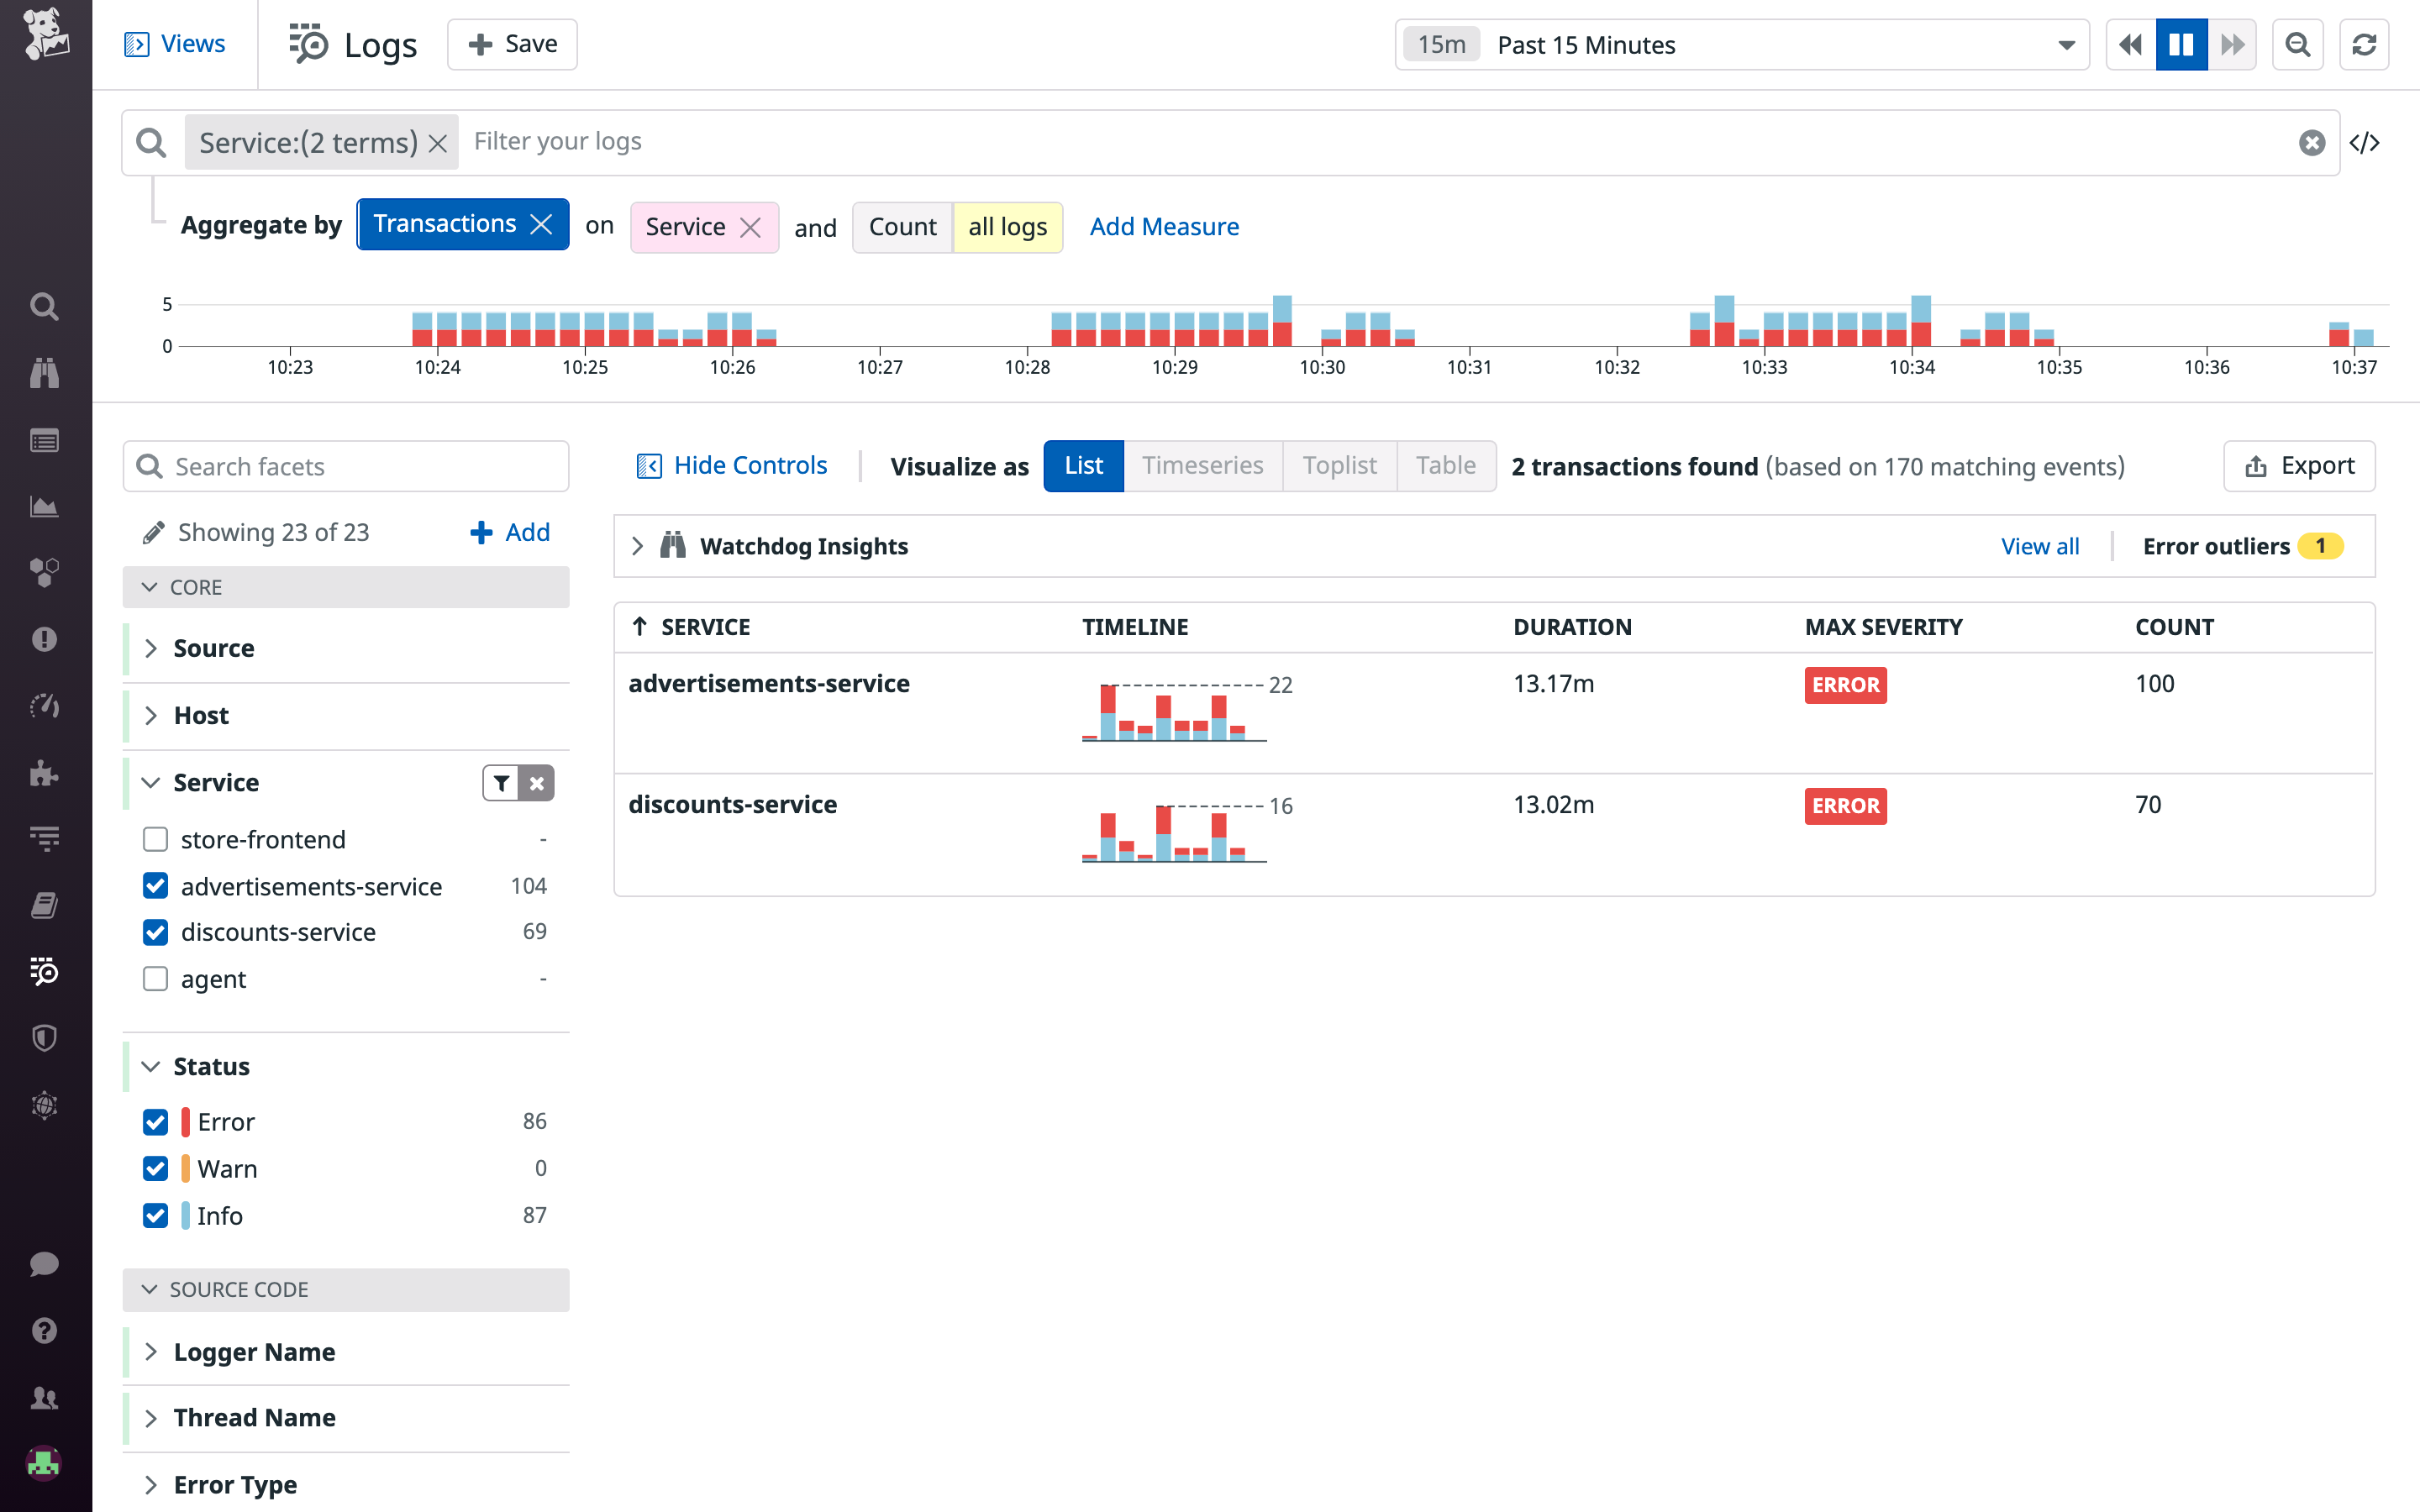 Views
Logs
Save
15m Past 15 Minutes
Service:(2 terms) Filter your logs
</>
Aggregate by Transactions on Service and Count all logs Add Measure
5
0
10:23 10:24 10:25 10:26 10:27 10:28 10:29 10:30 10:31 10:32 10:33 10:34 10:35 10:36 10:37
Search facets
Showing 23 of 23 Add
CORE
Source
Host
Service
store-frontend -
advertisements-service 104
discounts-service 69
agent -
Status
Error 86
Warn 0
Info 87
SOURCE CODE
Logger Name
Thread Name
Error Type
Hide Controls Visualize as List Timeseries Toplist Table 2 transactions found (based on 170 matching events) Export
Watchdog Insights View all Error outliers 1
SERVICE TIMELINE DURATION MAX SEVERITY COUNT
advertisements-service 22 13.17m ERROR 100
discounts-service 16 13.02m ERROR 70